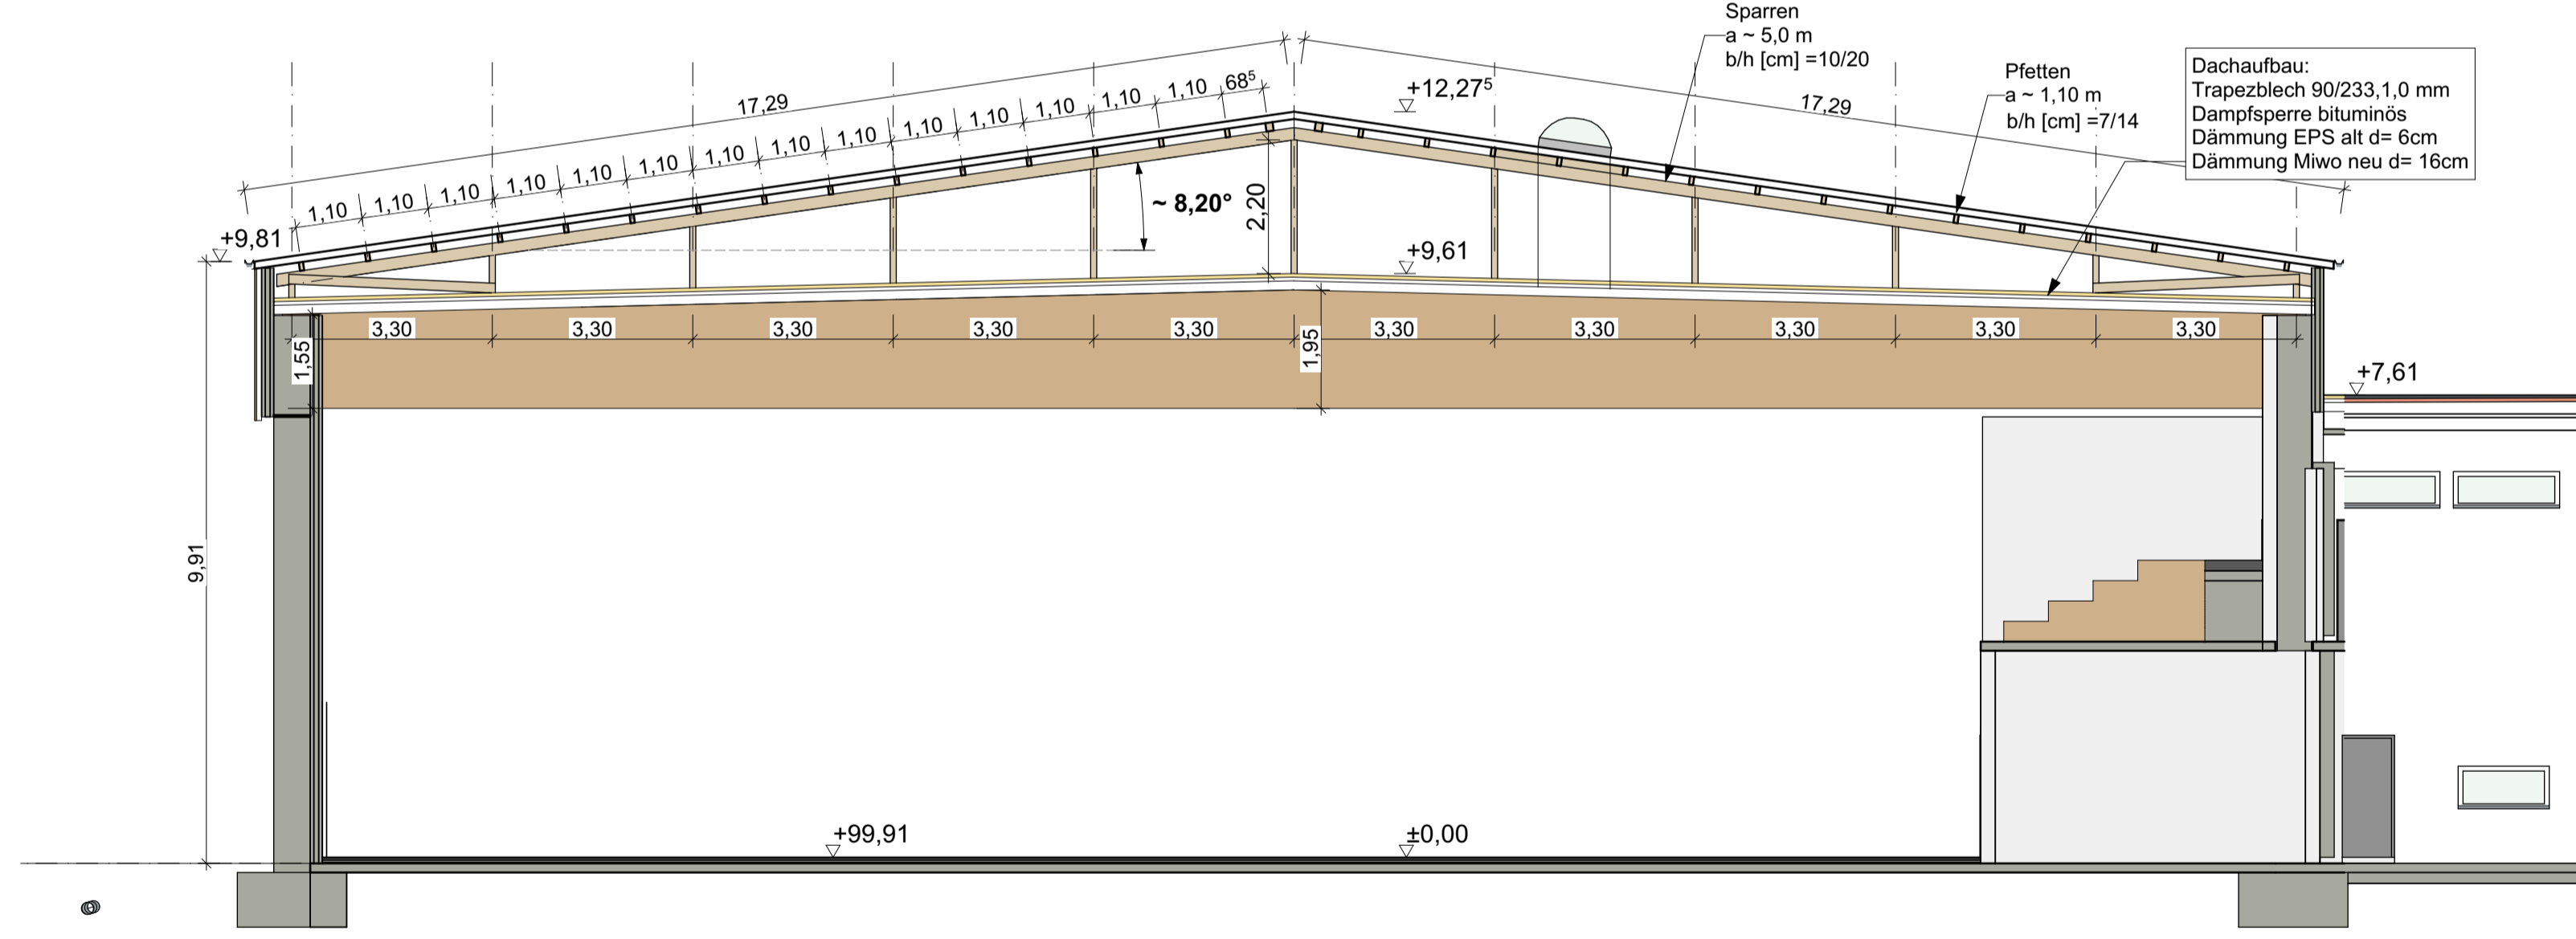 Sparren
a ~ 5,0 m
b/h [cm] =10/20
Pfetten
a ~ 1,10 m
b/h [cm] =7/14
Dachaufbau:
Trapezblech 90/233,1,0 mm
Dampfsperre bituminös
Dämmung EPS alt d= 6cm
Dämmung Miwo neu d= 16cm
17,29
17,29
1,10 1,10 1,10 1,10 1,10 1,10 1,10 1,10 1,10 1,10 1,10 1,10 1,10 1,10 68⁵
+12,27⁵
+9,81
~ 8,20°
2,20
+9,61
3,30 3,30 3,30 3,30 3,30 3,30 3,30 3,30 3,30 3,30
1,55
1,95
+7,61
9,91
+99,91
±0,00